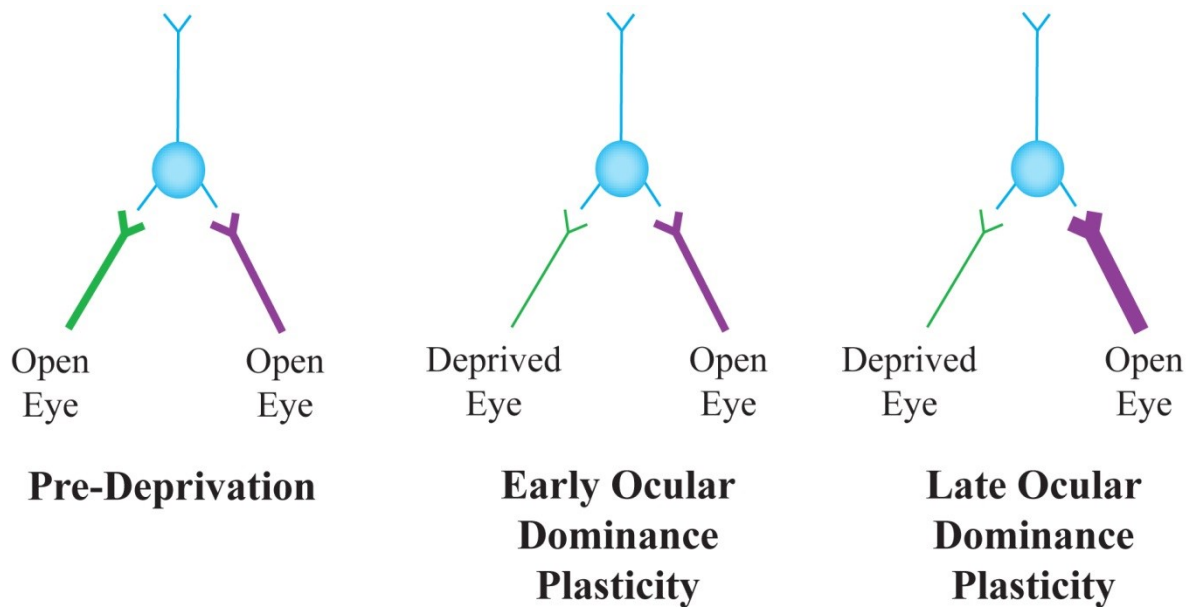 Open
Eye
Open
Eye
Pre-Deprivation
Deprived
Eye
Open
Eye
Early Ocular
Dominance
Plasticity
Deprived
Eye
Open
Eye
Late Ocular
Dominance
Plasticity